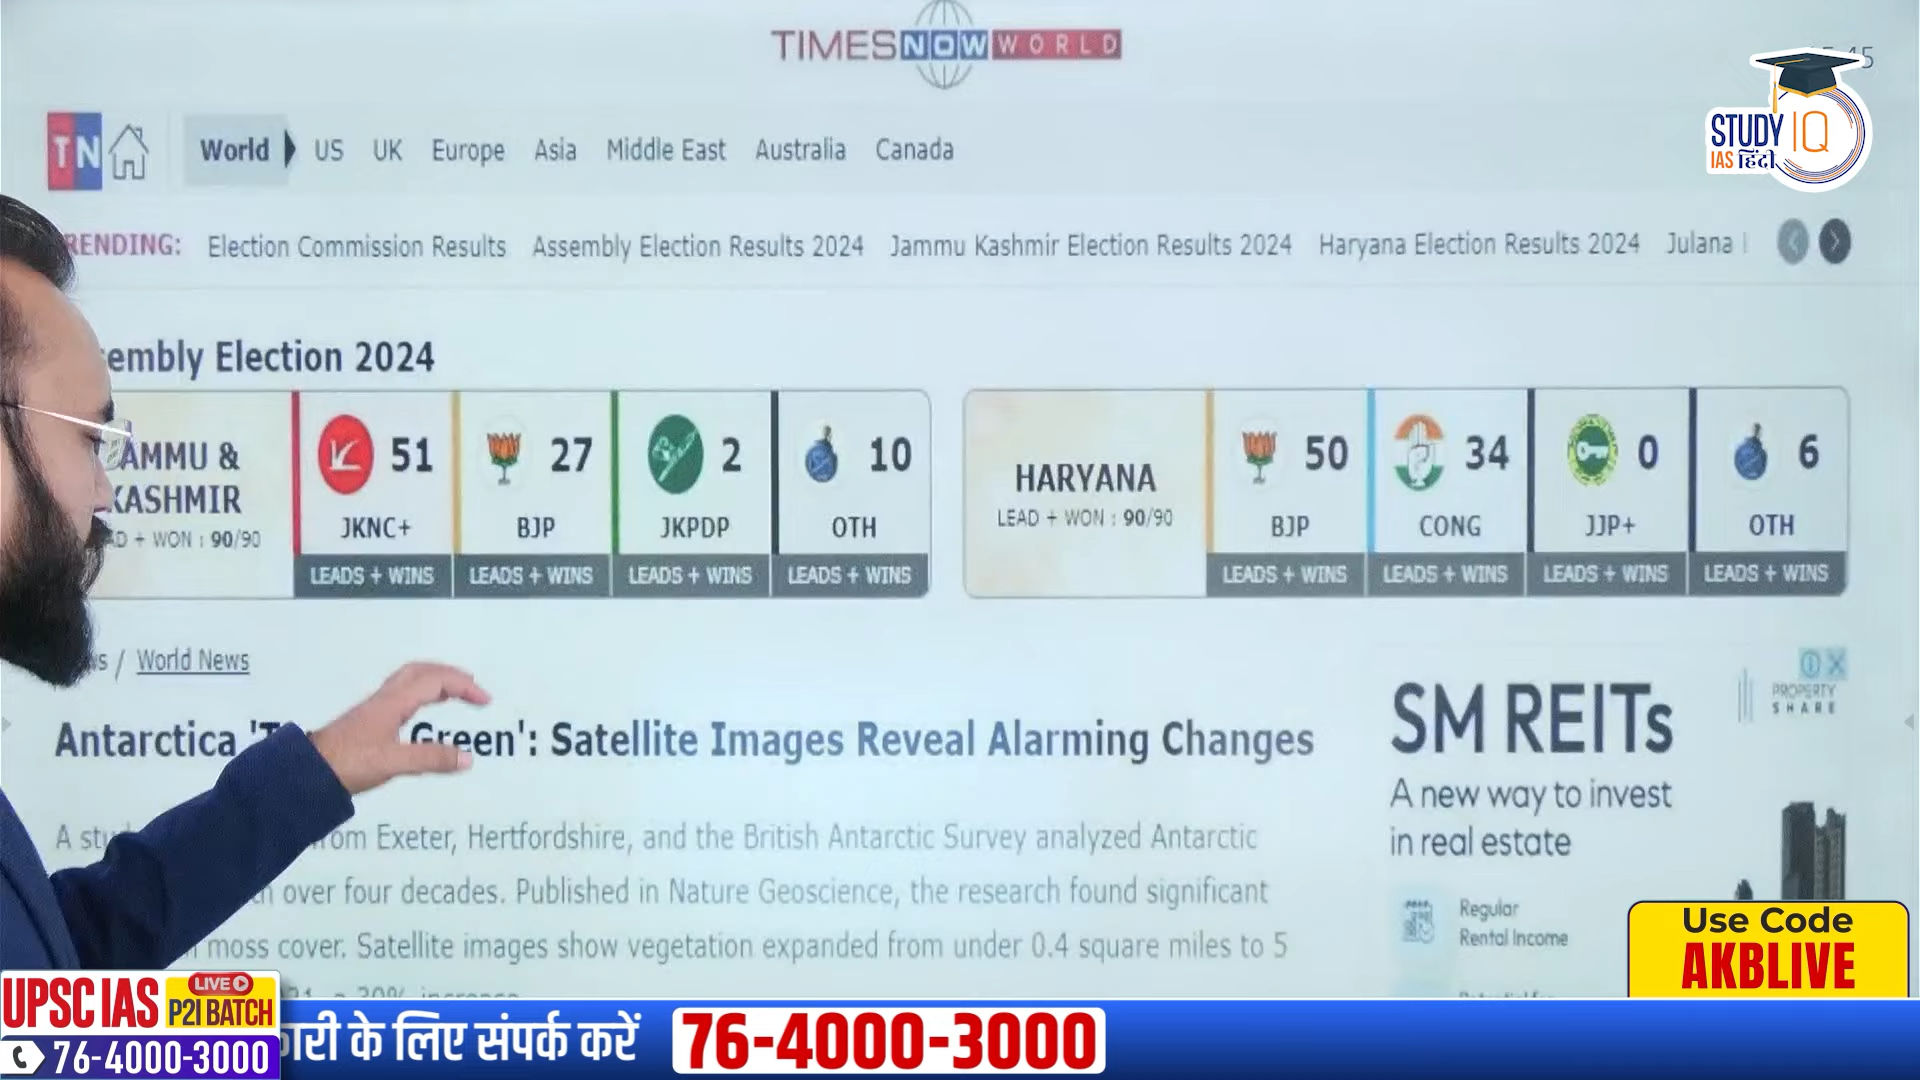 TIMES NOW WORLD
STUDY IQ
IAS हिंदी
TN World US UK Europe Asia Middle East Australia Canada
RENDING: Election Commission Results Assembly Election Results 2024 Jammu Kashmir Election Results 2024 Haryana Election Results 2024 Julana
embly Election 2024
AMMU &
KASHMIR
AD + WON : 90/90
51
JKNC+
LEADS + WINS
27
BJP
LEADS + WINS
2
JKPDP
LEADS + WINS
10
OTH
LEADS + WINS
HARYANA
LEAD + WON : 90/90
50
BJP
LEADS + WINS
34
CONG
LEADS + WINS
0
JJP+
LEADS + WINS
6
OTH
LEADS + WINS
/ World News
Antarctica Green': Satellite Images Reveal Alarming Changes
A om Exeter, Hertfordshire, and the British Antarctic Survey analyzed Antarctic
over four decades. Published in Nature Geoscience, the research found significant
moss cover. Satellite images show vegetation expanded from under 0.4 square miles to 5
PROPERTY
SHARE
SM REITs
A new way to invest
in real estate
Regular
Rental Income
Use Code
AKBLIVE
UPSC IAS LIVE
P2I BATCH
76-4000-3000
कारी के लिए संपर्क करें 76-4000-3000